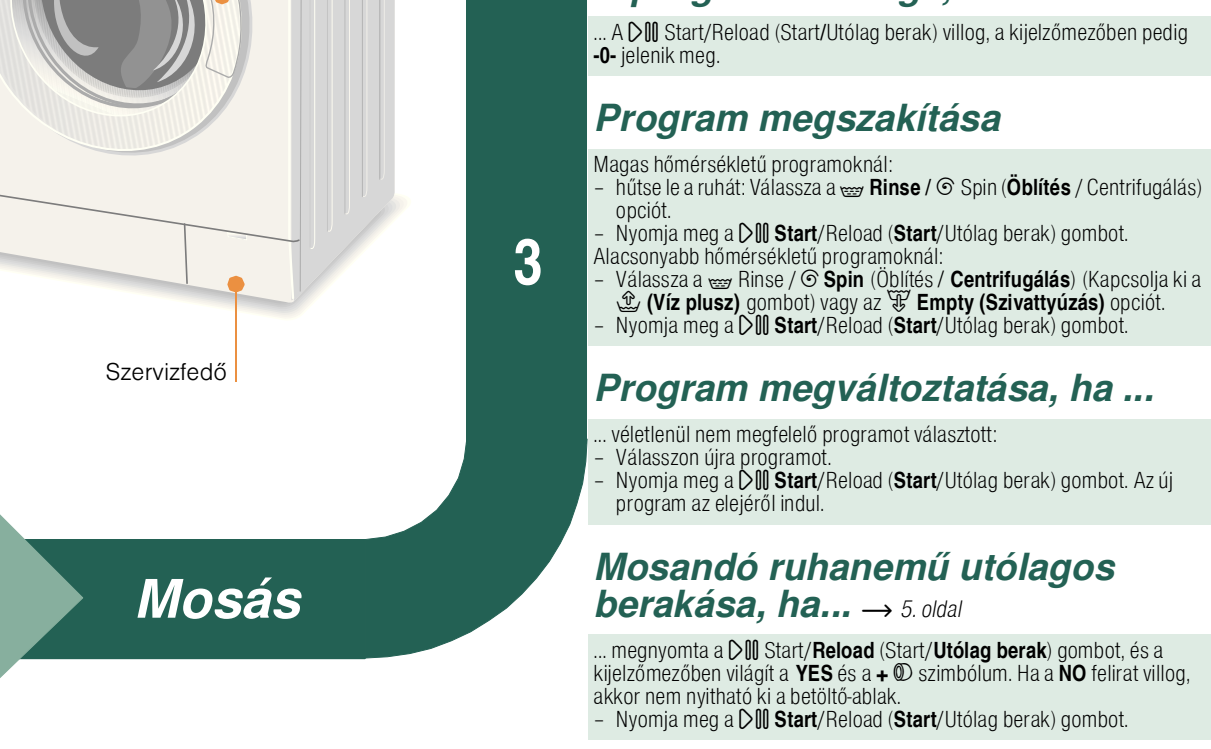 ... A Start/Reload (Start/Utólag berak) villog, a kijelzőmezőben pedig
-0- jelenik meg.
Program megszakítása
Magas hőmérsékletű programoknál:
– hűtse le a ruhát: Válassza a Rinse / Spin (Öblítés / Centrifugálás)
opciót.
– Nyomja meg a Start/Reload (Start/Utólag berak) gombot.
Alacsonyabb hőmérsékletű programoknál:
– Válassza a Rinse / Spin (Öblítés / Centrifugálás) (Kapcsolja ki a
(Víz plusz) gombot) vagy az Empty (Szivattyúzás) opciót.
– Nyomja meg a Start/Reload (Start/Utólag berak) gombot.
Program megváltoztatása, ha ...
... véletlenül nem megfelelő programot választott:
– Válasszon újra programot.
– Nyomja meg a Start/Reload (Start/Utólag berak) gombot. Az új
program az elejéről indul.
Mosandó ruhanemű utólagos
berakása, ha... → 5. oldal
... megnyomta a Start/Reload (Start/Utólag berak) gombot, és a
kijelzőmezőben világít a YES és a + szimbólum. Ha a NO felirat villog,
akkor nem nyitható ki a betöltő-ablak.
– Nyomja meg a Start/Reload (Start/Utólag berak) gombot.
3
Szervizfedő
Mosás